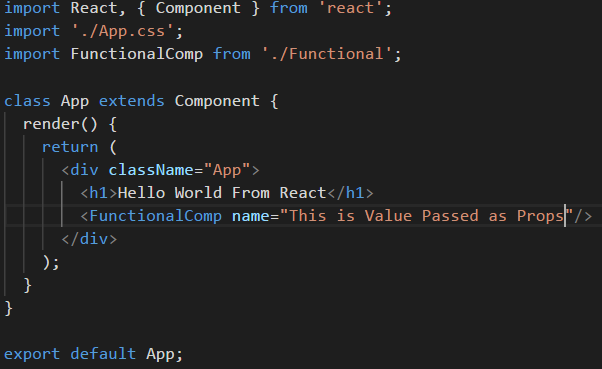 import React, { Component } from 'react';
import './App.css';
import FunctionalComp from './Functional';

class App extends Component {
  render() {
    return (
      <div className="App">
        <h1>Hello World From React</h1>
        <FunctionalComp name="This is Value Passed as Props"/>
      </div>
    );
  }
}

export default App;